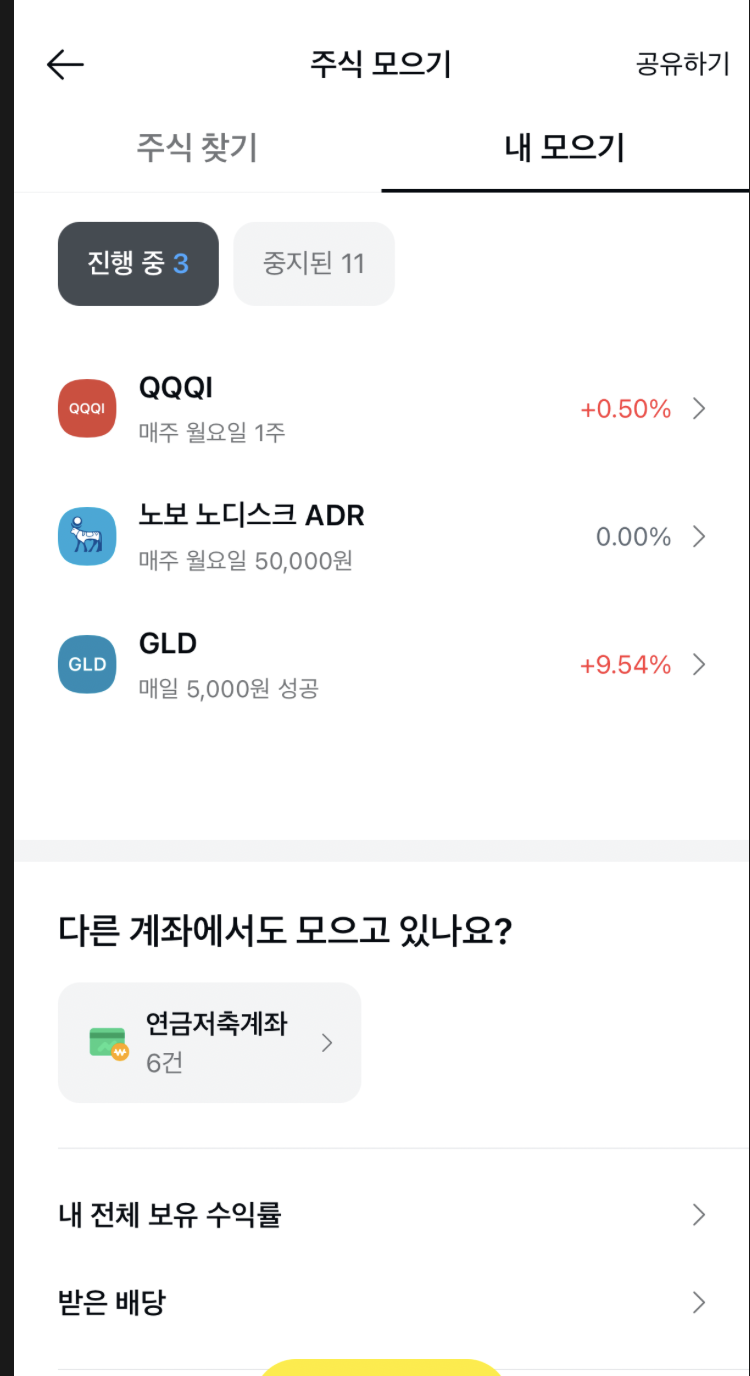 주식 모으기
공유하기
주식 찾기
내 모으기
진행 중 3
중지된 11
QQQI
QQQI
매주 월요일 1주
+0.50%
노보 노디스크 ADR
매주 월요일 50,000원
0.00%
GLD
GLD
매일 5,000원 성공
+9.54%
다른 계좌에서도 모으고 있나요?
연금저축계좌
6건
내 전체 보유 수익률
받은 배당